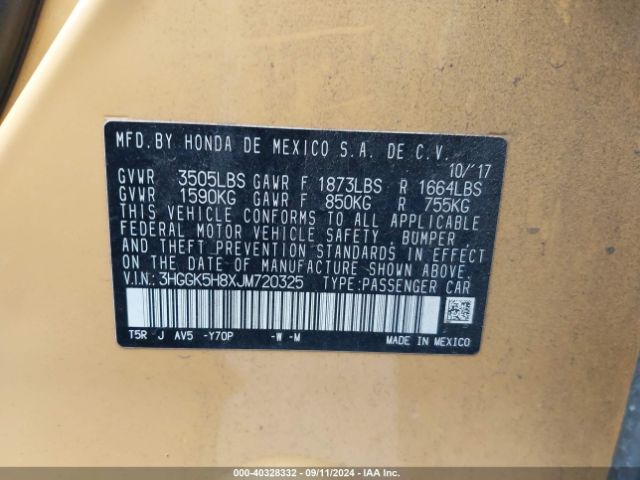 MFD.BY HONDA DE MEXICO S.A. DE C.V.
10/'17
GVWR 3505LBS GAWR F 1873LBS R 1664LBS
GVWR 1590KG GAWR F 850KG R 755KG
THIS VEHICLE CONFORMS TO ALL APPLICABLE
FEDERAL MOTOR VEHICLE SAFETY, BUMPER,
AND THEFT PREVENTION STANDARDS IN EFFECT
ON THE DATE OF MANUFACTURE SHOWN ABOVE.
V.I.N.: 3HGGK5H8XJM720325 TYPE:PASSENGER CAR
T5R J AV5 -Y70P -W -M MADE IN MEXICO
000-40328332 - 09/11/2024 - IAAI.COM